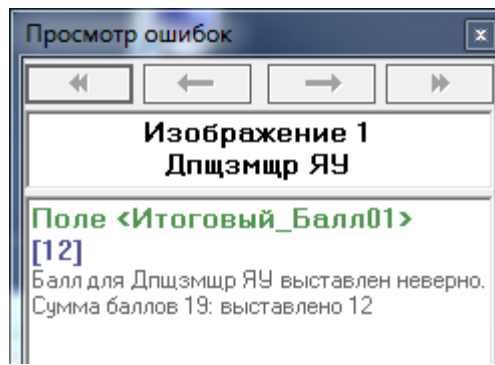 Просмотр ошибок
Изображение 1
Дпщзмщр ЯУ
Поле <Итоговый_Балл01>
[12]
Балл для Дпщзмщр ЯУ выставлен неверно.
Сумма баллов 19: выставлено 12